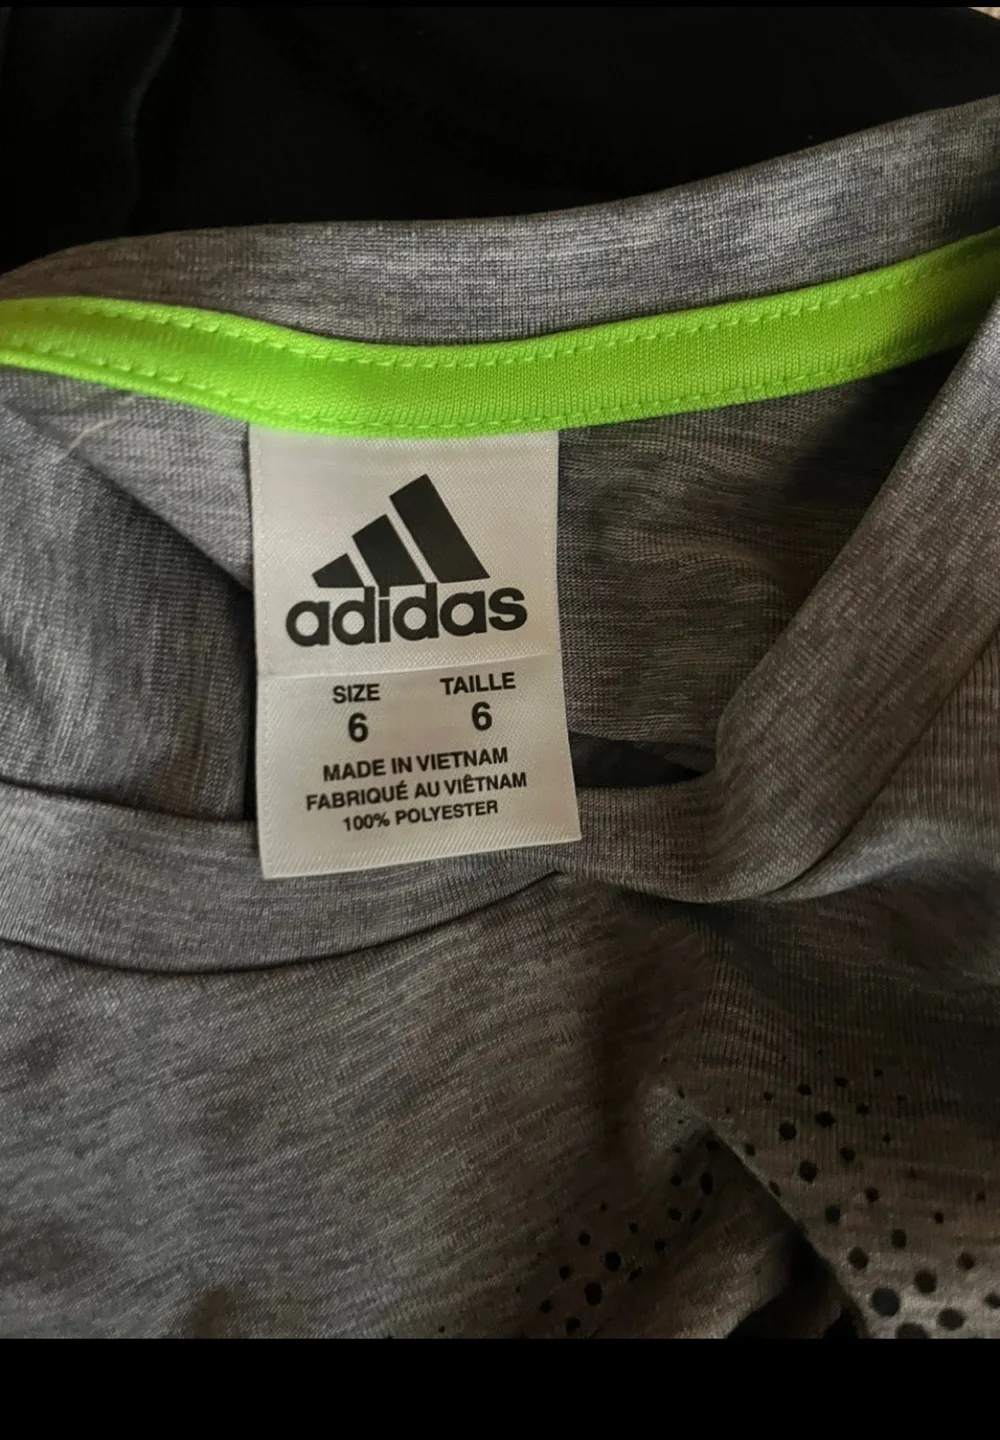 adidas
SIZE TAILLE
6 6
MADE IN VIETNAM
FABRIQUÉ AU VIÊTNAM
100% POLYESTER